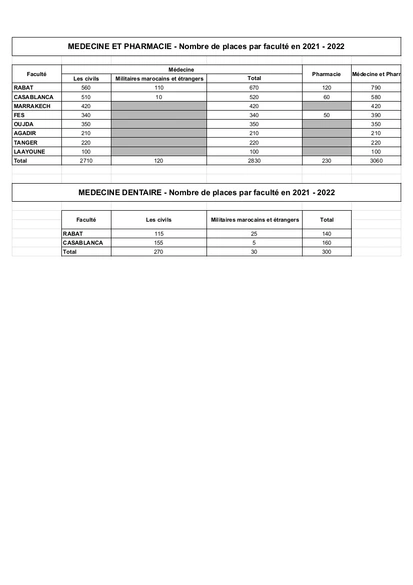 MEDECINE ET PHARMACIE - Nombre de places par faculté en 2021 - 2022
Faculté Médecine Pharmacie Médecine et Pharr
Les civils Militaires marocains et étrangers Total
RABAT 560 110 670 120 790
CASABLANCA 510 10 520 60 580
MARRAKECH 420 420 420
FES 340 340 50 390
OUJDA 350 350 350
AGADIR 210 210 210
TANGER 220 220 220
LAAYOUNE 100 100 100
Total 2710 120 2830 230 3060
MEDECINE DENTAIRE - Nombre de places par faculté en 2021 - 2022
Faculté Les civils Militaires marocains et étrangers Total
RABAT 115 25 140
CASABLANCA 155 5 160
Total 270 30 300